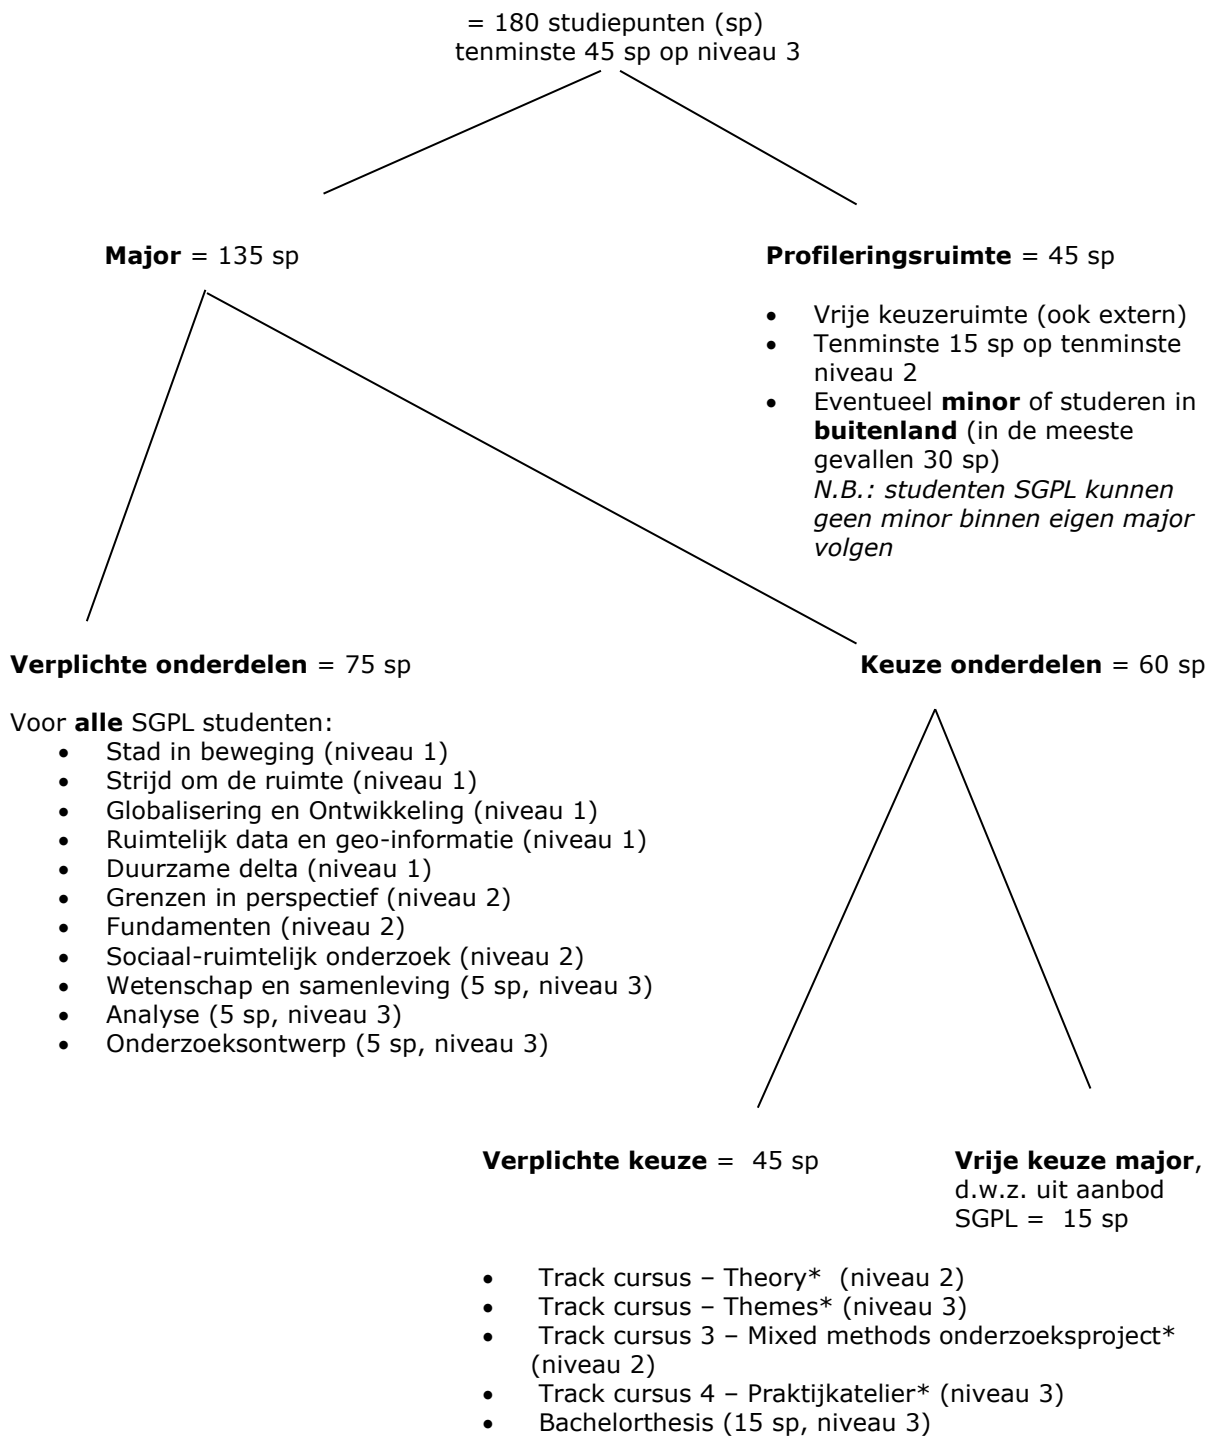 = 180 studiepunten (sp)
tenminste 45 sp op niveau 3
Major = 135 sp
Profileringsruimte = 45 sp
• Vrije keuzeruimte (ook extern)
• Tenminste 15 sp op tenminste
niveau 2
• Eventueel minor of studeren in
buitenland (in de meeste
gevallen 30 sp)
N.B.: studenten SGPL kunnen
geen minor binnen eigen major
volgen
Verplichte onderdelen = 75 sp
Keuze onderdelen = 60 sp
Voor alle SGPL studenten:
• Stad in beweging (niveau 1)
• Strijd om de ruimte (niveau 1)
• Globalisering en Ontwikkeling (niveau 1)
• Ruimtelijk data en geo-informatie (niveau 1)
• Duurzame delta (niveau 1)
• Grenzen in perspectief (niveau 2)
• Fundamenten (niveau 2)
• Sociaal-ruimtelijk onderzoek (niveau 2)
• Wetenschap en samenleving (5 sp, niveau 3)
• Analyse (5 sp, niveau 3)
• Onderzoeksontwerp (5 sp, niveau 3)
Verplichte keuze = 45 sp
Vrije keuze major,
d.w.z. uit aanbod
SGPL = 15 sp
• Track cursus – Theory* (niveau 2)
• Track cursus – Themes* (niveau 3)
• Track cursus 3 – Mixed methods onderzoeksproject*
(niveau 2)
• Track cursus 4 – Praktijkatelier* (niveau 3)
• Bachelorthesis (15 sp, niveau 3)